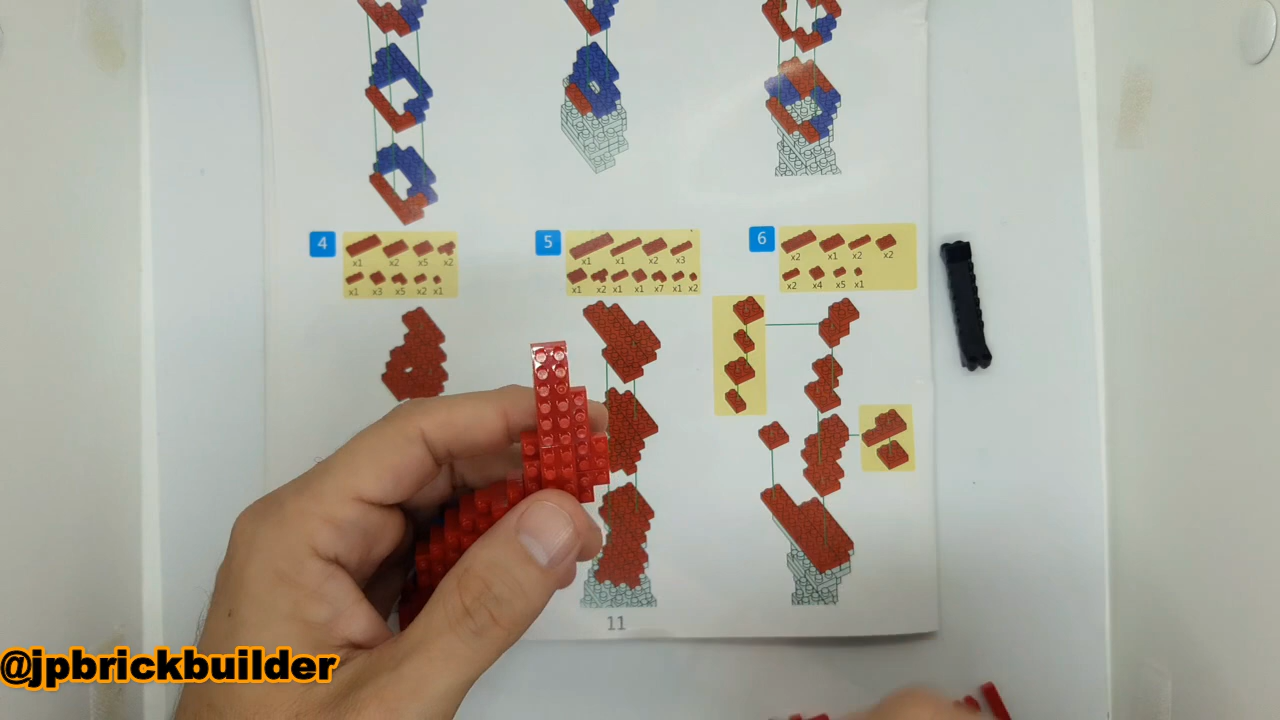 4
x1 x2 x5 x2
x1 x3 x5 x2 x1
5
x1 x1 x2 x3
x1 x2 x1 x1 x7 x1 x2
6
x2 x1 x2 x2
x2 x4 x5 x1
11
@jpbrickbuilder